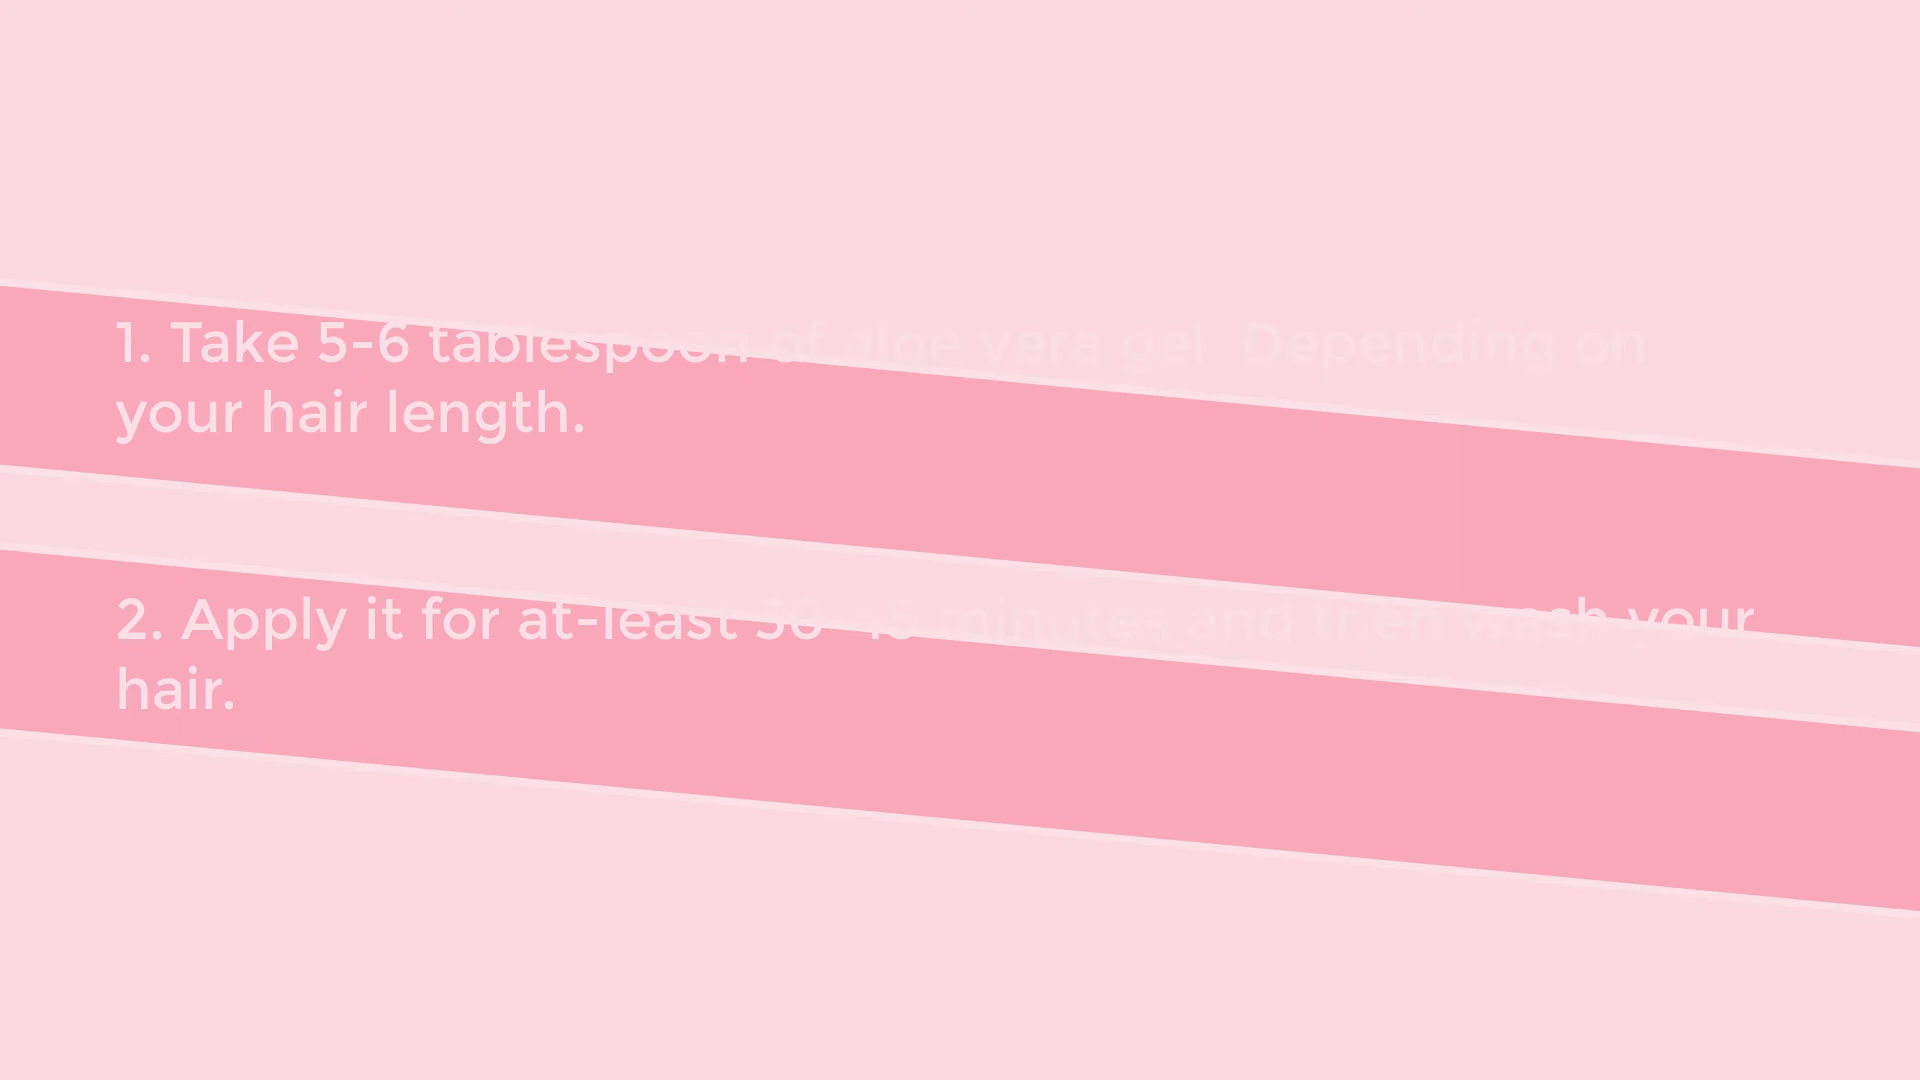 1. Take 5-6 tablespoon of aloe vera gel. Depending on
your hair length.
2. Apply it for at-least 30-45 minutes and then wash your
hair.